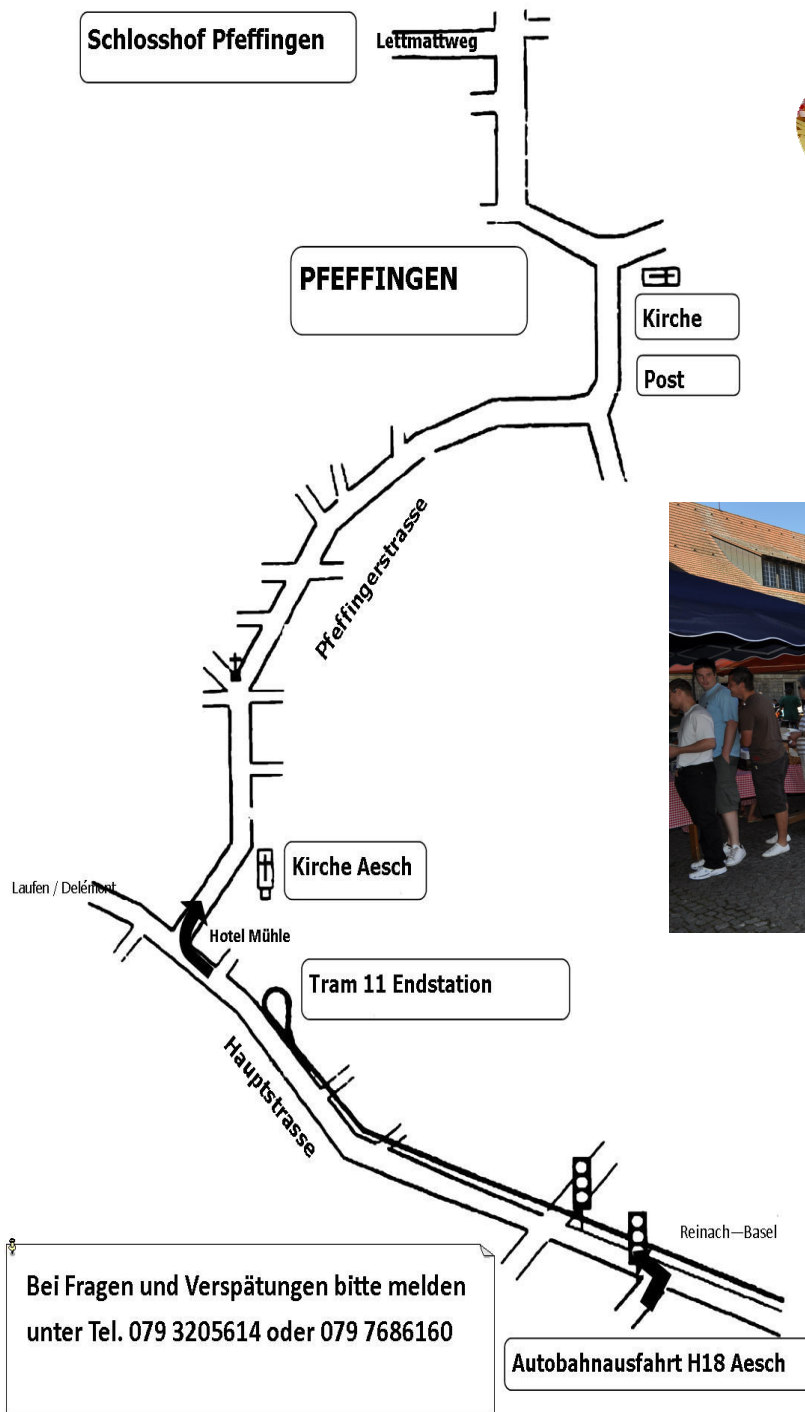 Schlosshof Pfeffingen
Lettmattweg
PFEFFINGEN
Kirche
Post
Pfeffingerstrasse
Kirche Aesch
Laufen / Delémont
Hotel Mühle
Tram 11 Endstation
Hauptstrasse
Reinach—Basel
Bei Fragen und Verspätungen bitte melden
unter Tel. 079 3205614 oder 079 7686160
Autobahnausfahrt H18 Aesch